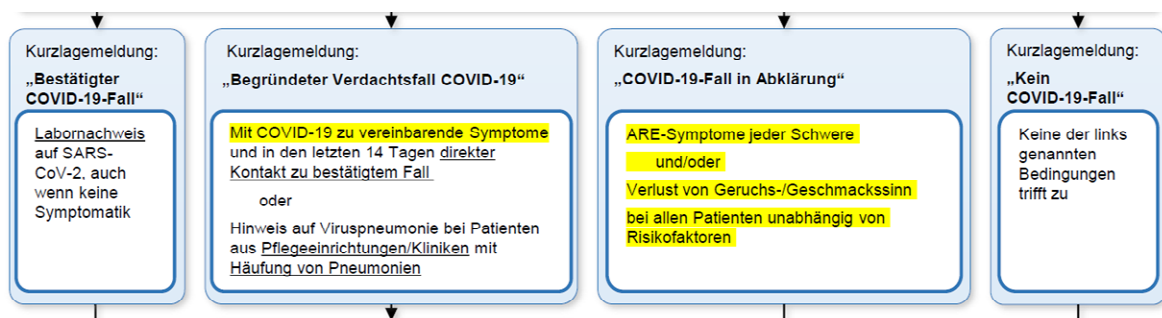 Kurzlagemeldung:
„Bestätigter
COVID-19-Fall“
Labornachweis
auf SARS-
CoV-2, auch
wenn keine
Symptomatik
Kurzlagemeldung:
„Begründeter Verdachtsfall COVID-19“
Mit COVID-19 zu vereinbarende Symptome
und in den letzten 14 Tagen direkter
Kontakt zu bestätigtem Fall
oder
Hinweis auf Viruspneumonie bei Patienten
aus Pflegeeinrichtungen/Kliniken mit
Häufung von Pneumonien
Kurzlagemeldung:
„COVID-19-Fall in Abklärung“
ARE-Symptome jeder Schwere
und/oder
Verlust von Geruchs-/Geschmackssinn
bei allen Patienten unabhängig von
Risikofaktoren
Kurzlagemeldung:
„Kein
COVID-19-Fall“
Keine der links
genannten
Bedingungen
trifft zu